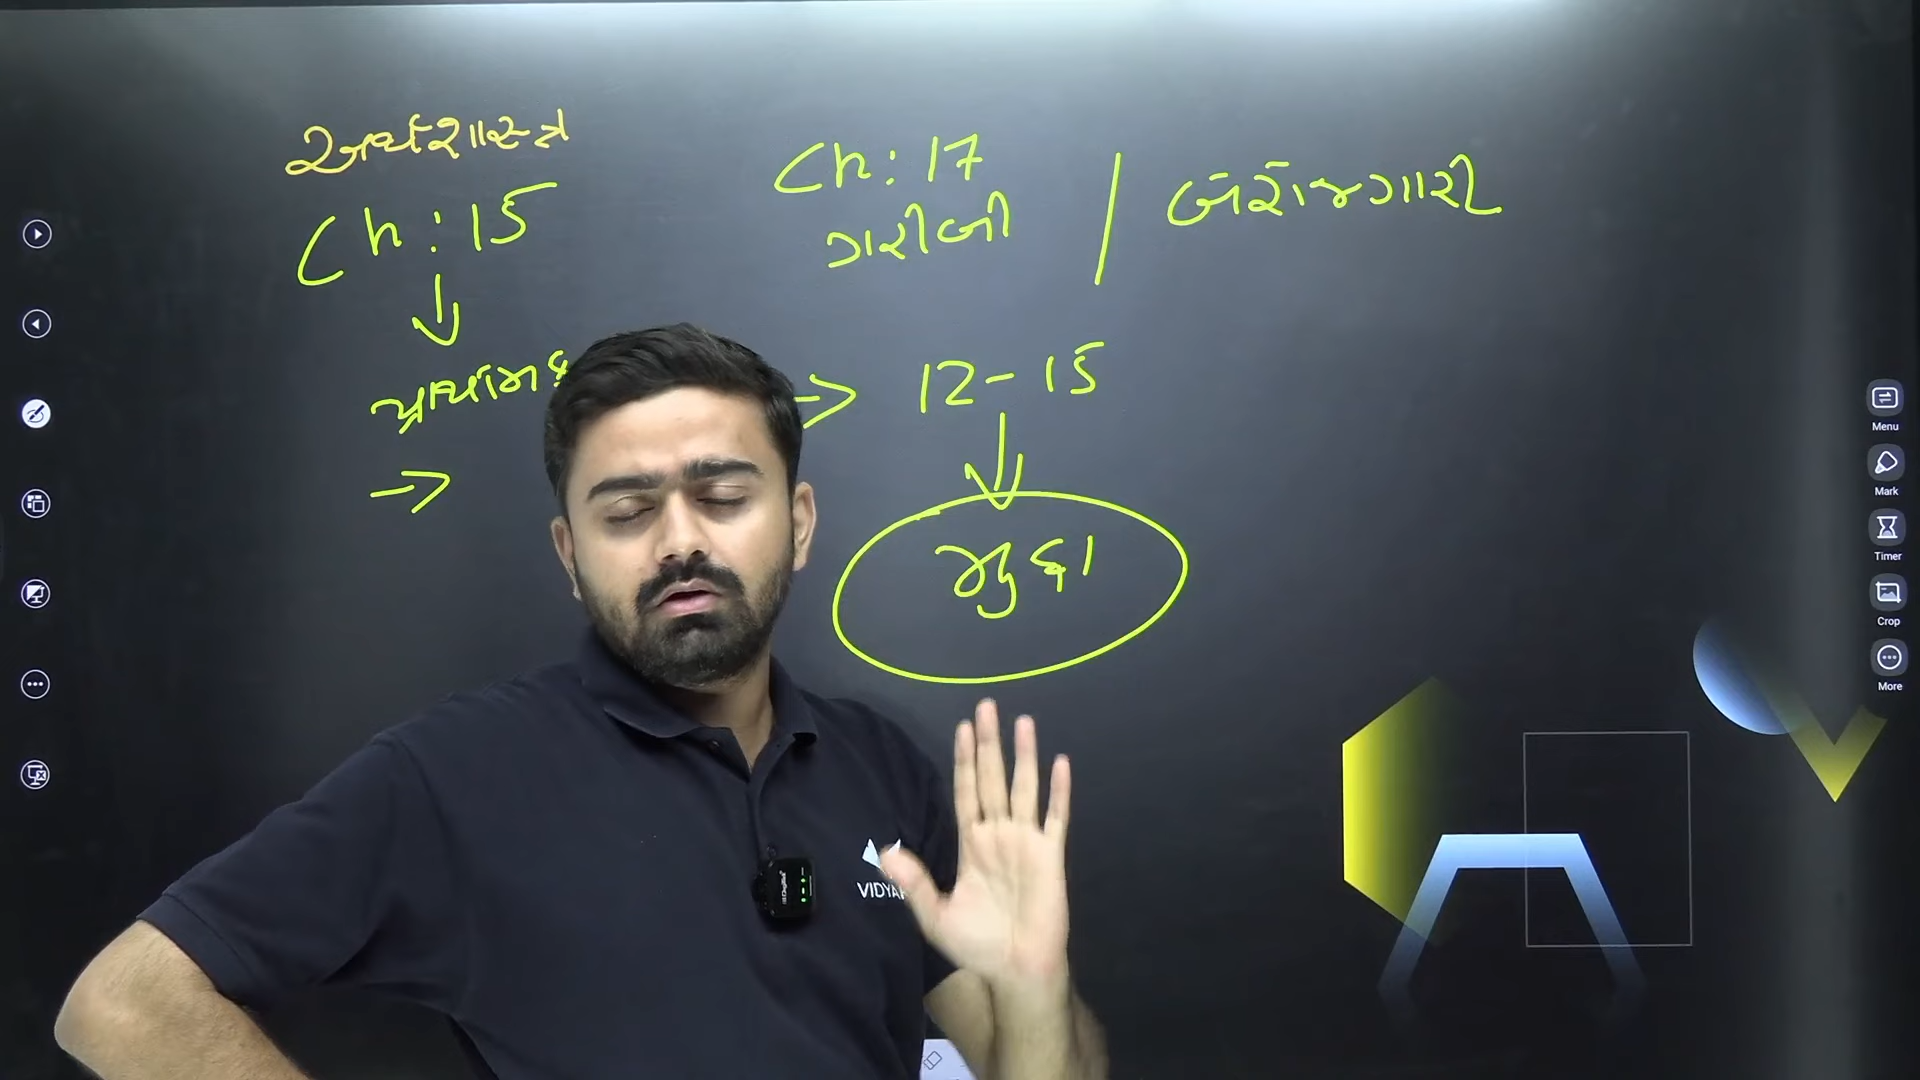 અર્થશાસ્ત્ર
Ch: 15
Ch: 17
ગરીબી / બેરોજગારી
→ 12 - 15
→
મુદ્દા
Menu
Mark
Timer
Crop
More